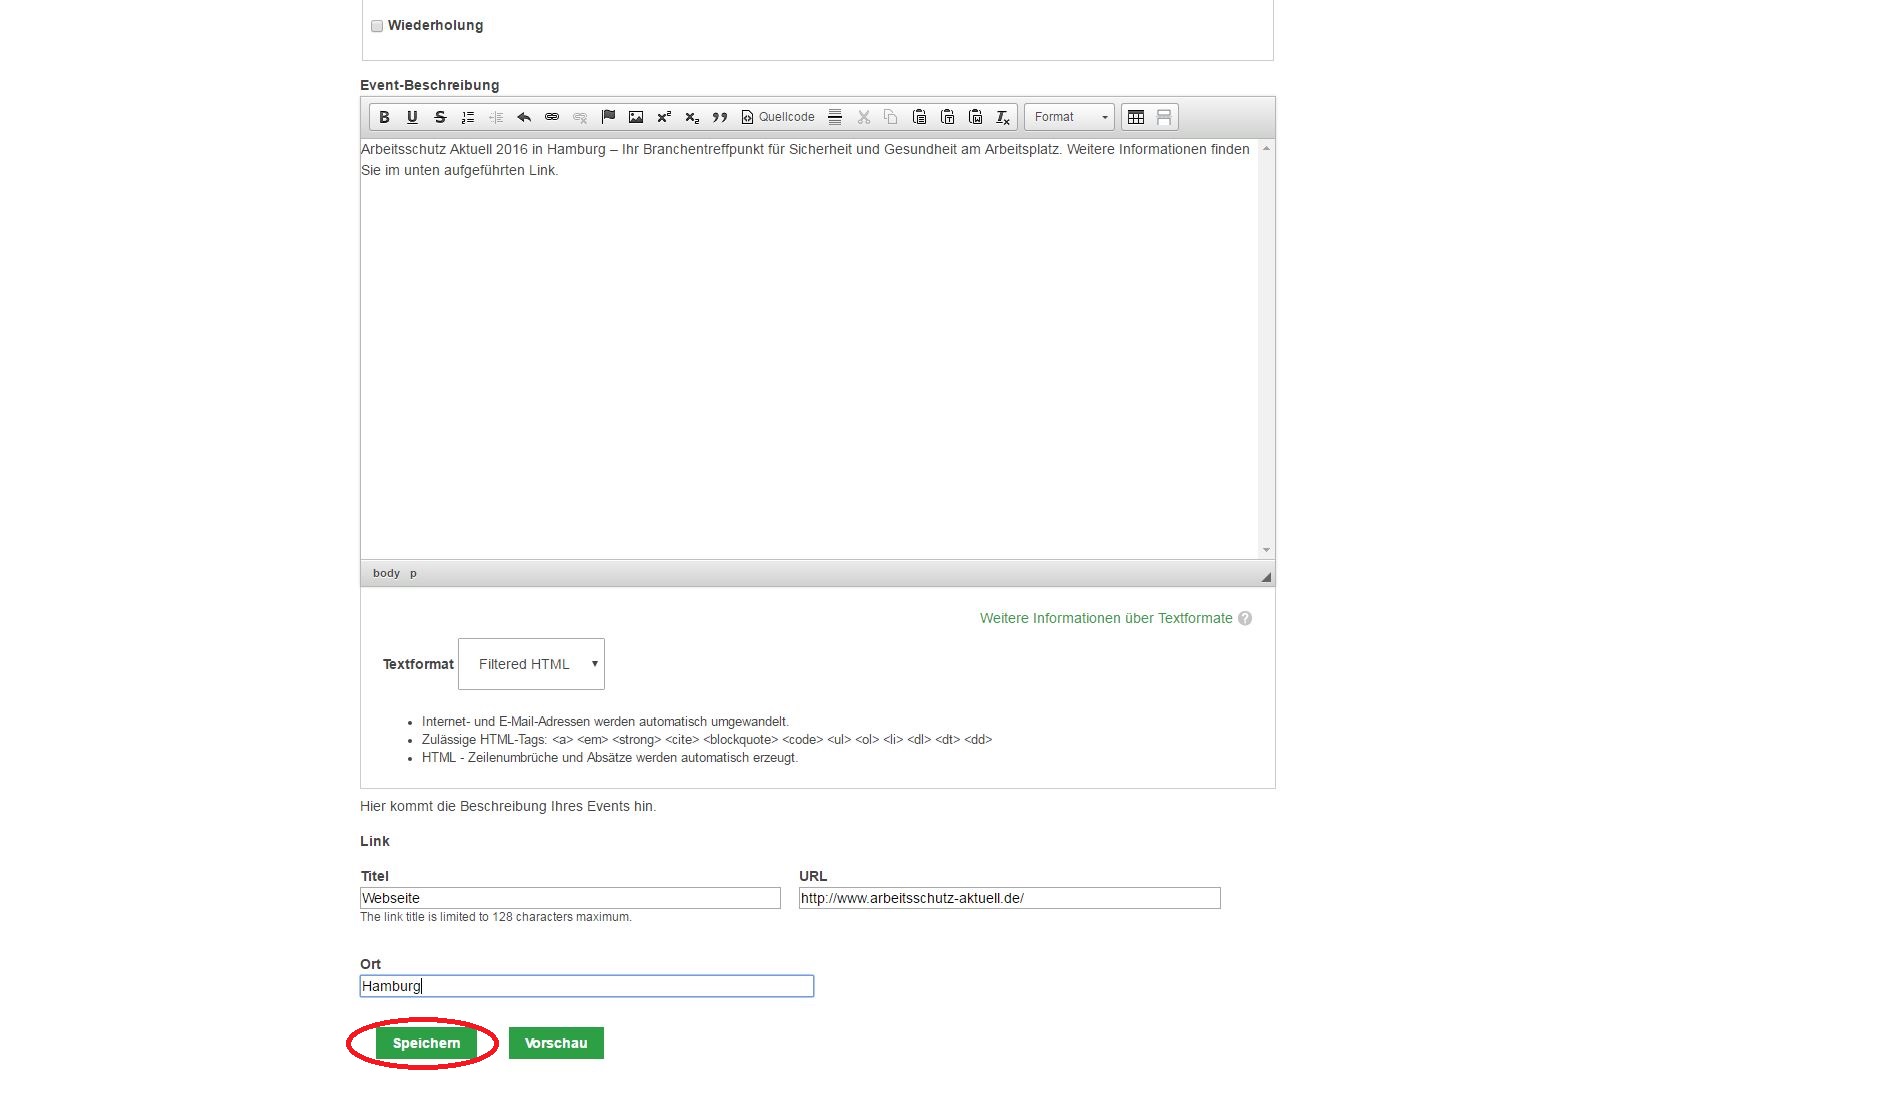 Wiederholung
Event-Beschreibung
B U S Quellcode Format
Arbeitsschutz Aktuell 2016 in Hamburg – Ihr Branchentreffpunkt für Sicherheit und Gesundheit am Arbeitsplatz. Weitere Informationen finden
Sie im unten aufgeführten Link.
body p
Weitere Informationen über Textformate ?
Textformat Filtered HTML
• Internet- und E-Mail-Adressen werden automatisch umgewandelt.
• Zulässige HTML-Tags: <a> <em> <strong> <cite> <blockquote> <code> <ul> <ol> <li> <dl> <dt> <dd>
• HTML - Zeilenumbrüche und Absätze werden automatisch erzeugt.
Hier kommt die Beschreibung Ihres Events hin.
Link
Titel URL
Webseite http://www.arbeitsschutz-aktuell.de/
The link title is limited to 128 characters maximum.
Ort
Hamburg
Speichern Vorschau